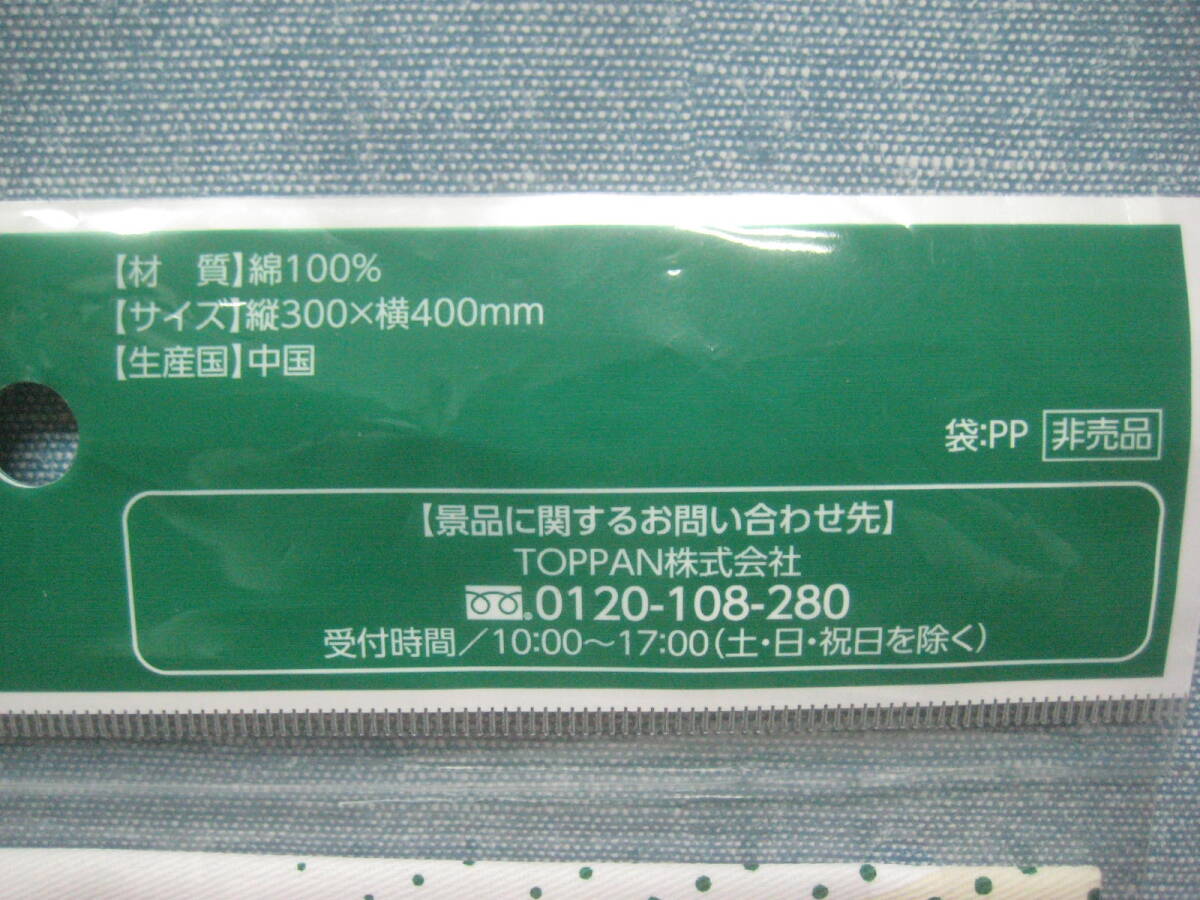 【材　質】綿100%
【サイズ】縦300×横400mm
【生産国】中国
袋:PP 非売品
【景品に関するお問い合わせ先】
TOPPAN株式会社
0120-108-280
受付時間/10:00～17:00(土・日・祝日を除く)